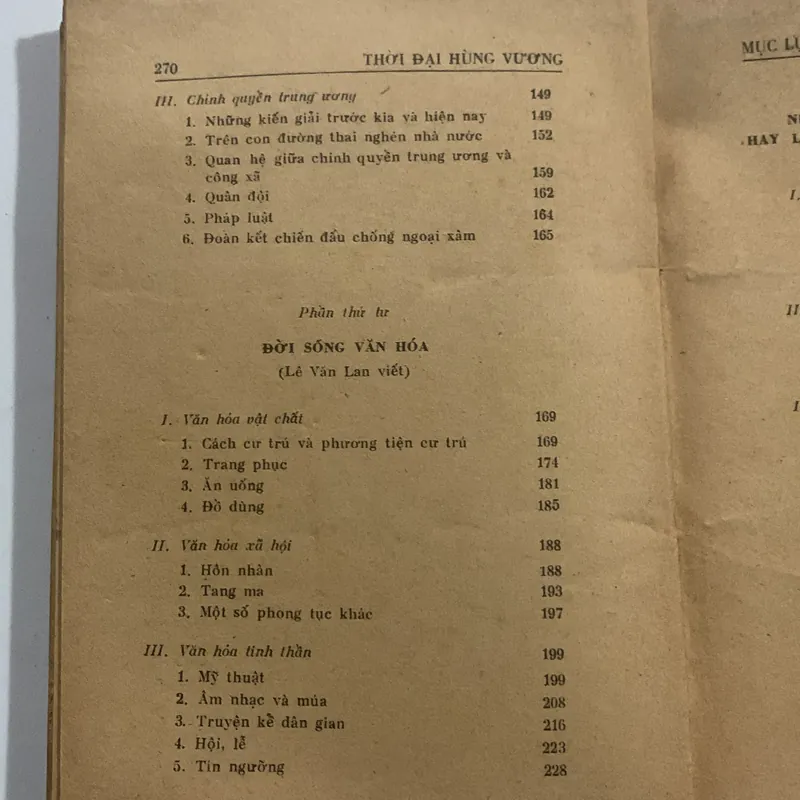 270 THỜI ĐẠI HÙNG VƯƠNG
III. Chính quyền trung ương 149
1. Những kiến giải trước kia và hiện nay 149
2. Trên con đường thai nghén nhà nước 152
3. Quan hệ giữa chính quyền trung ương và
công xã 159
4. Quân đội 162
5. Pháp luật 164
6. Đoàn kết chiến đấu chống ngoại xâm 165
Phần thứ tư
ĐỜI SỐNG VĂN HÓA
(Lê Văn Lan viết)
I. Văn hóa vật chất 169
1. Cách cư trú và phương tiện cư trú 169
2. Trang phục 174
3. Ăn uống 181
4. Đồ dùng 185
II. Văn hóa xã hội 188
1. Hôn nhân 188
2. Tang ma 193
3. Một số phong tục khác 197
III. Văn hóa tinh thần 199
1. Mỹ thuật 199
2. Âm nhạc và múa 208
3. Truyện kể dân gian 216
4. Hội, lễ 223
5. Tín ngưỡng 228
MỤC
HAY
I.
II